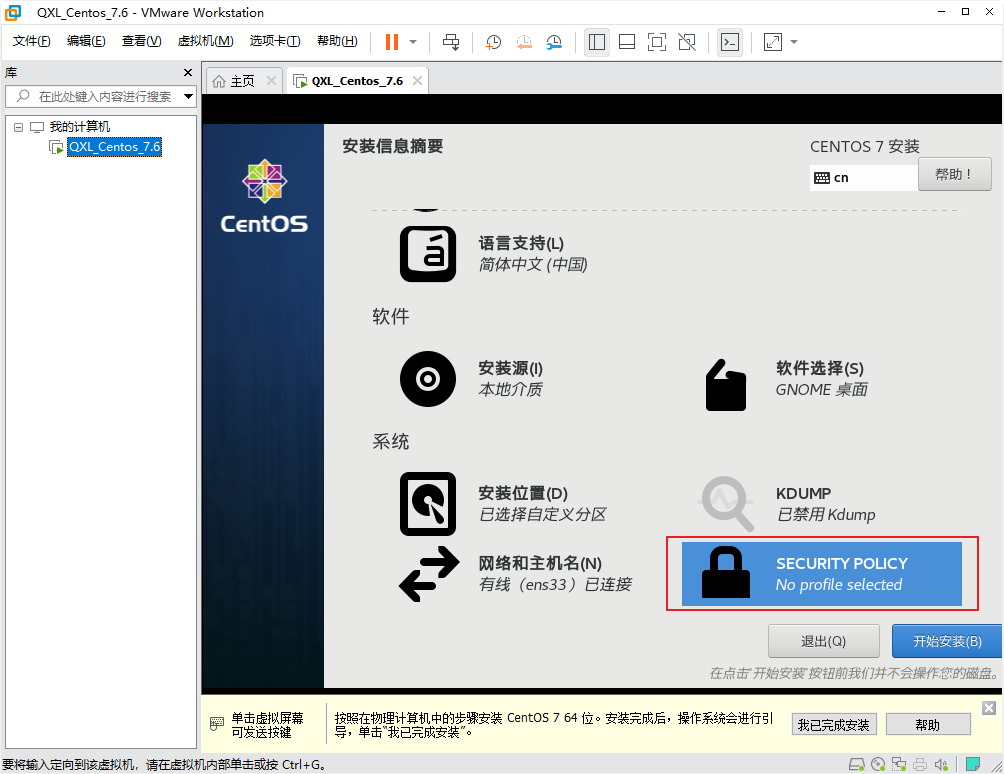 QXL_Centos_7.6 - VMware Workstation
文件(F) 编辑(E) 查看(V) 虚拟机(M) 选项卡(T) 帮助(H)
库
在此处键入内容进行搜索
我的计算机
QXL_Centos_7.6
主页
QXL_Centos_7.6
CentOS
安装信息摘要
CENTOS 7 安装
cn
帮助！
á
语言支持(L)
简体中文 (中国)
软件
安装源(I)
本地介质
软件选择(S)
GNOME 桌面
系统
安装位置(D)
已选择自定义分区
KDUMP
已禁用 Kdump
网络和主机名(N)
有线（ens33）已连接
SECURITY POLICY
No profile selected
退出(Q)
开始安装(B)
在点击"开始安装"按钮前我们并不会操作您的磁盘。
单击虚拟屏幕
可发送按键
按照在物理计算机中的步骤安装 CentOS 7 64 位。安装完成后，操作系统会进行引
导，单击"我已完成安装"。
我已完成安装
帮助
要将输入定向到该虚拟机，请在虚拟机内部单击或按 Ctrl+G。